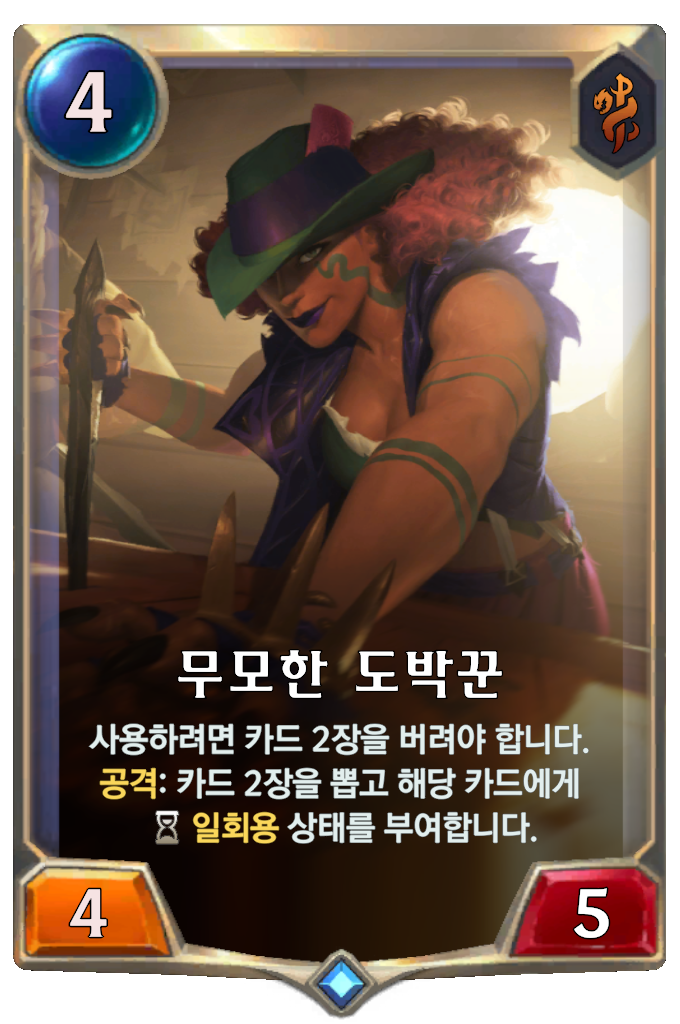 4
무모한 도박꾼
사용하려면 카드 2장을 버려야 합니다.
공격: 카드 2장을 뽑고 해당 카드에게
일회용 상태를 부여합니다.
4
5